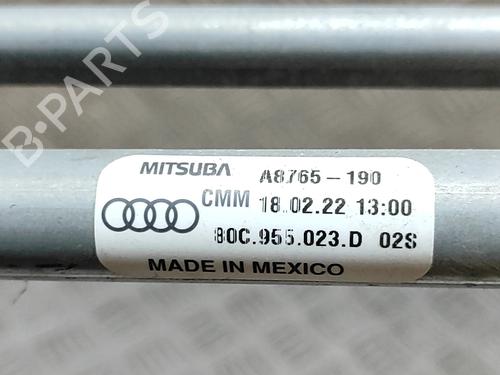 B-PARTS
MITSUBA A8765-190
CMM 18.02.22 13:00
80C.955.023.D 02S
MADE IN MEXICO